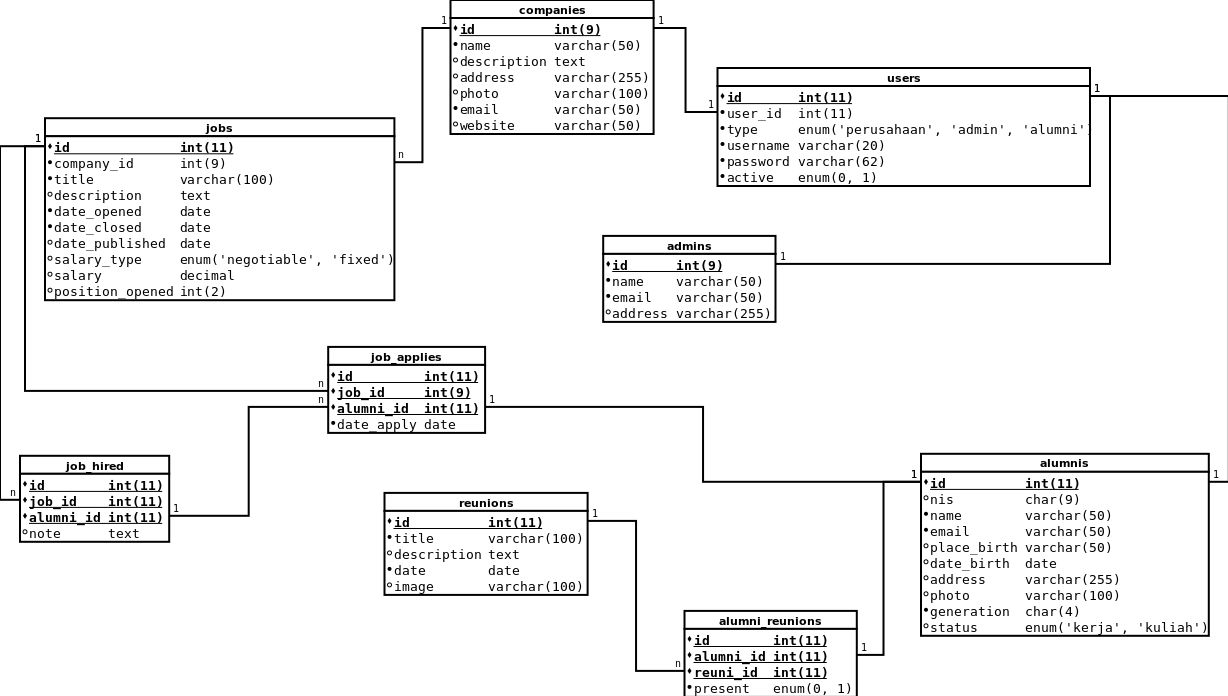 companies
id int(9)
name varchar(50)
description text
address varchar(255)
photo varchar(100)
email varchar(50)
website varchar(50)
1
1
users
id int(11)
user_id int(11)
type enum('perusahaan', 'admin', 'alumni')
username varchar(20)
password varchar(62)
active enum(0, 1)
1
1
jobs
id int(11)
company_id int(9)
title varchar(100)
description text
date_opened date
date_closed date
date_published date
salary_type enum('negotiable', 'fixed')
salary decimal
position_opened int(2)
1
n
admins
id int(9)
name varchar(50)
email varchar(50)
address varchar(255)
1
job_applies
id int(11)
job_id int(9)
alumni_id int(11)
date_apply date
n
n
1
job_hired
id int(11)
job_id int(11)
alumni_id int(11)
note text
n
1
reunions
id int(11)
title varchar(100)
description text
date date
image varchar(100)
1
alumnis
id int(11)
nis char(9)
name varchar(50)
email varchar(50)
place_birth varchar(50)
date_birth date
address varchar(255)
photo varchar(100)
generation char(4)
status enum('kerja', 'kuliah')
1
1
alumni_reunions
id int(11)
alumni_id int(11)
reuni_id int(11)
present enum(0, 1)
n
1